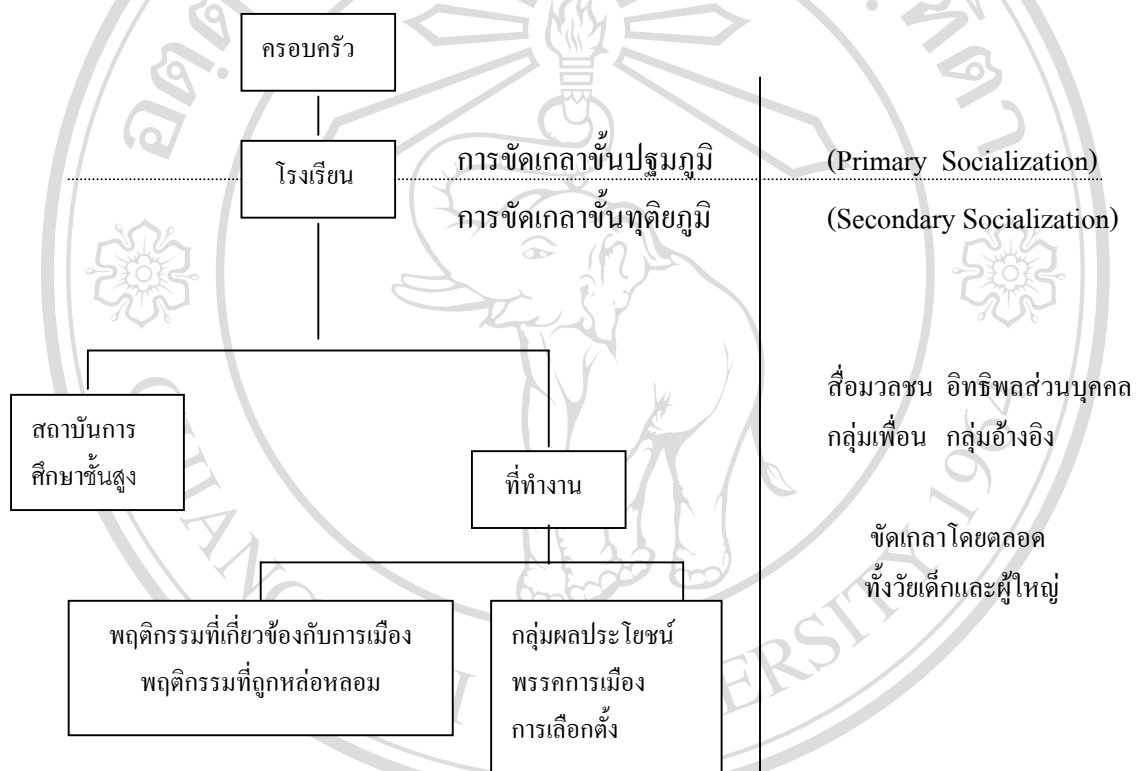 ครอบครัว
โรงเรียน
การขัดเกลาขั้นปฐมภูมิ (Primary Socialization)
การขัดเกลาขั้นทุติยภูมิ (Secondary Socialization)
สื่อมวลชน อิทธิพลส่วนบุคคล
กลุ่มเพื่อน กลุ่มอ้างอิง
สถาบันการ
ศึกษาชั้นสูง
ที่ทำงาน
ขัดเกลาโดยตลอด
ทั้งวัยเด็กและผู้ใหญ่
พฤติกรรมที่เกี่ยวข้องกับการเมือง
พฤติกรรมที่ถูกหล่อหลอม
กลุ่มผลประโยชน์
พรรคการเมือง
การเลือกตั้ง